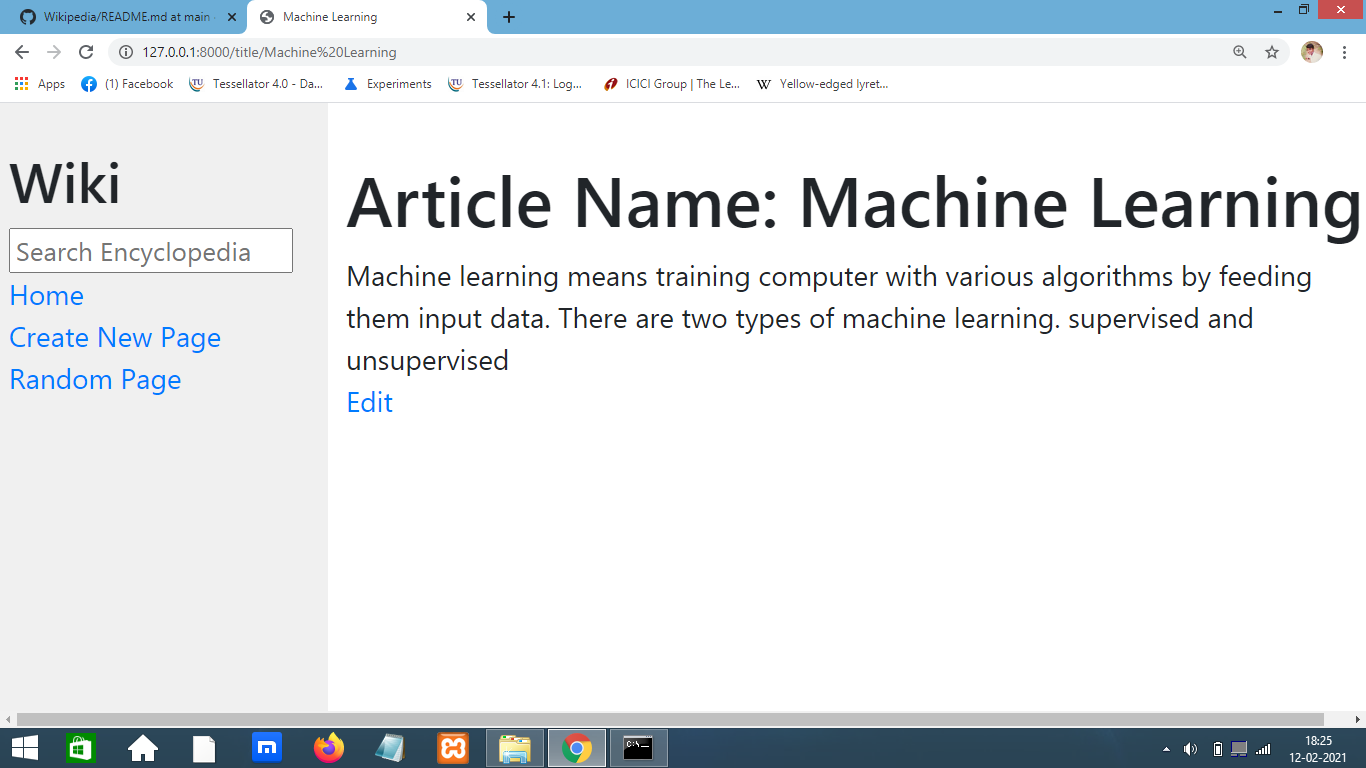 Wikipedia/README.md at main
Machine Learning
127.0.0.1:8000/title/Machine%20Learning
Apps
(1) Facebook
Tessellator 4.0 - Da...
Experiments
Tessellator 4.1: Log...
ICICI Group | The Le...
Yellow-edged lyret...
Wiki
Search Encyclopedia
Home
Create New Page
Random Page
Article Name: Machine Learning
Machine learning means training computer with various algorithms by feeding
them input data. There are two types of machine learning. supervised and
unsupervised
Edit
18:25
12-02-2021